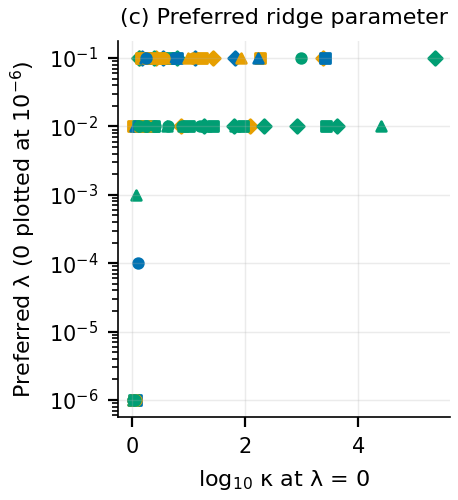 (c) Preferred ridge parameter
Preferred λ (0 plotted at 10⁻⁶)
10⁻¹
10⁻²
10⁻³
10⁻⁴
10⁻⁵
10⁻⁶
0 2 4
log₁₀ κ at λ = 0